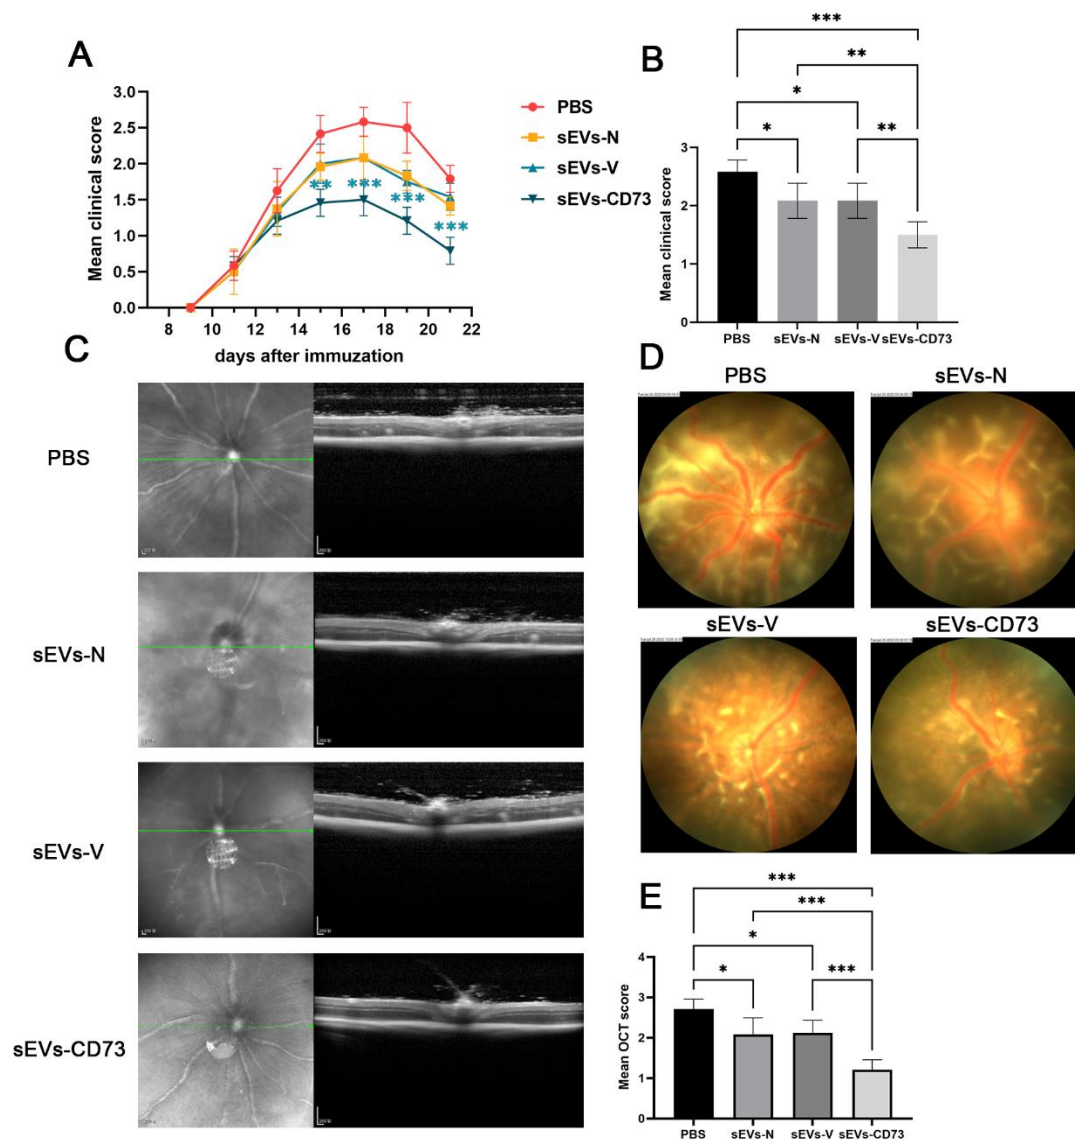 A
Mean clinical score
3.0
2.5
2.0
1.5
1.0
0.5
0.0
8 10 12 14 16 18 20 22
days after immuzation
** *** *** ***
PBS
sEVs-N
sEVs-V
sEVs-CD73
B
***
**
*
* **
Mean clinical score
3
2
1
0
PBS sEVs-N sEVs-V sEVs-CD73
C
PBS
sEVs-N
sEVs-V
sEVs-CD73
D
PBS sEVs-N
sEVs-V sEVs-CD73
E
***
***
*
* ***
Mean OCT score
4
3
2
1
0
PBS sEVs-N sEVs-V sEVs-CD73